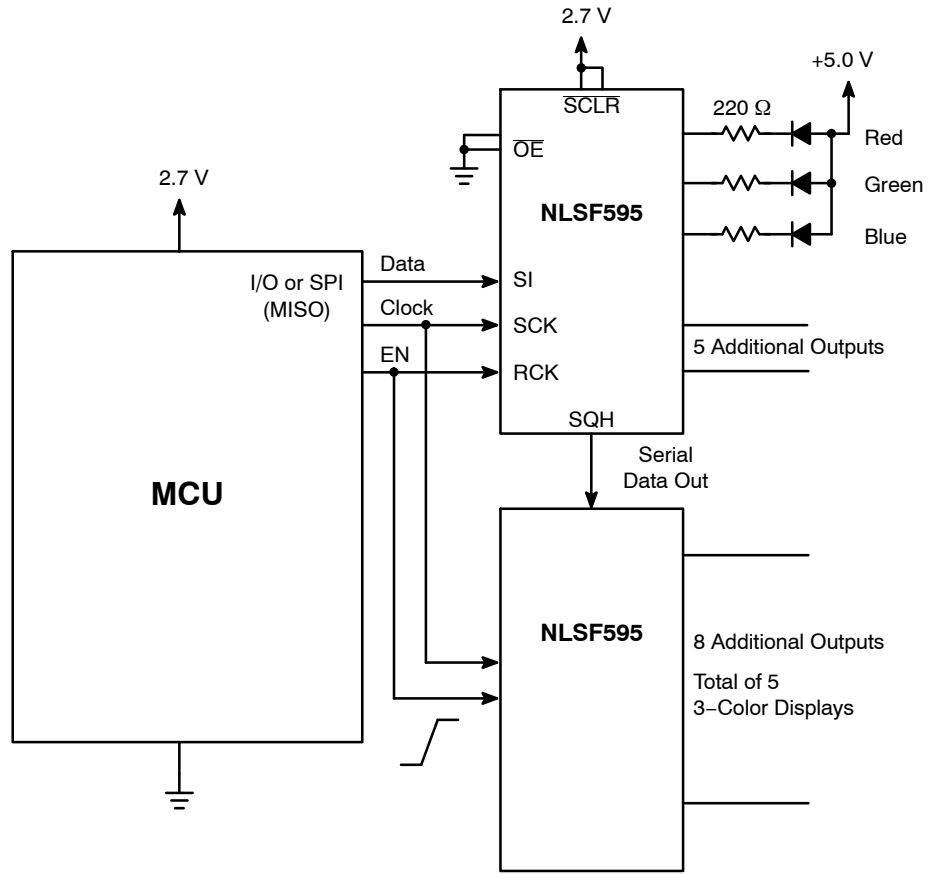 2.7 V
+5.0 V
SCLR
220 Ω
Red
OE
2.7 V
Green
NLSF595
Blue
I/O or SPI
(MISO)
Data
SI
Clock
SCK
5 Additional Outputs
EN
RCK
SQH
Serial
Data Out
MCU
NLSF595
8 Additional Outputs
Total of 5
3−Color Displays